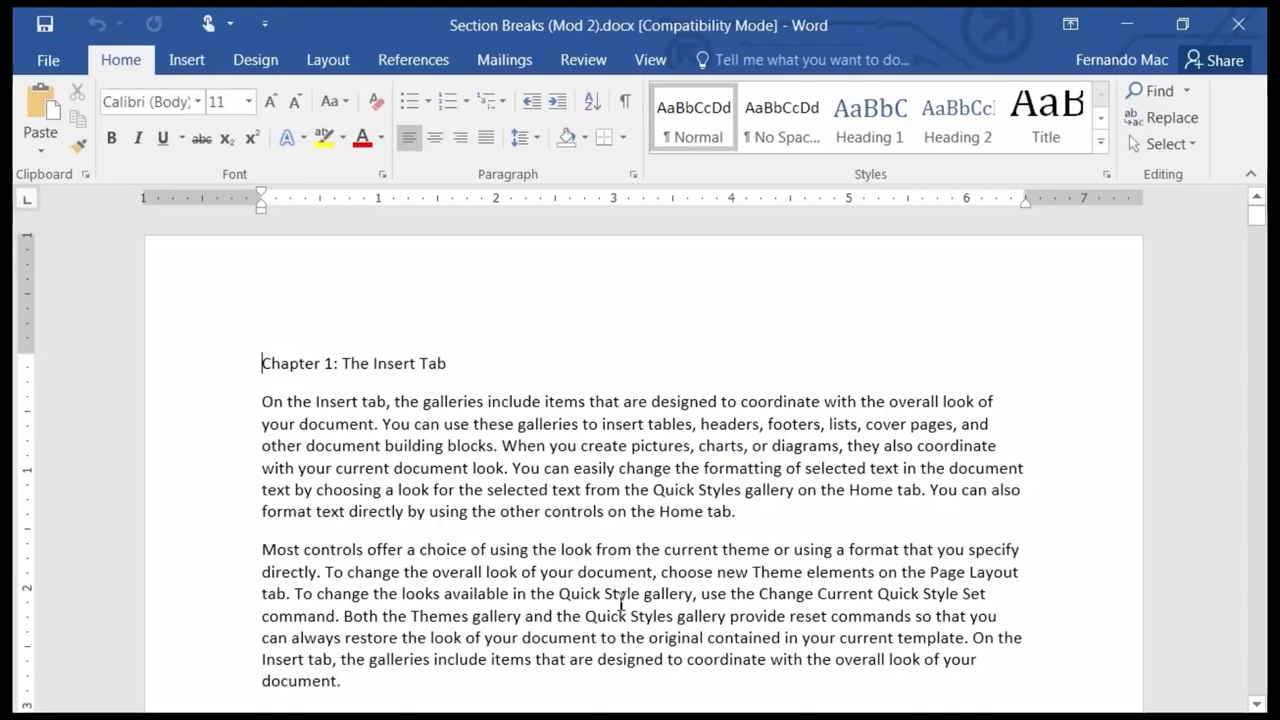 Section Breaks (Mod 2).docx [Compatibility Mode] - Word
File Home Insert Design Layout References Mailings Review View Tell me what you want to do... Fernando Mac Share
Paste
Calibri (Body) 11
Aa
AaBbCcDd AaBbCcDd AaBbC AaBbCcl AaB
¶ Normal ¶ No Spac... Heading 1 Heading 2 Title
Find
Replace
Select
Clipboard Font Paragraph Styles Editing
1 1 2 3 4 5 6 7
1
1
2
3
Chapter 1: The Insert Tab
On the Insert tab, the galleries include items that are designed to coordinate with the overall look of
your document. You can use these galleries to insert tables, headers, footers, lists, cover pages, and
other document building blocks. When you create pictures, charts, or diagrams, they also coordinate
with your current document look. You can easily change the formatting of selected text in the document
text by choosing a look for the selected text from the Quick Styles gallery on the Home tab. You can also
format text directly by using the other controls on the Home tab.
Most controls offer a choice of using the look from the current theme or using a format that you specify
directly. To change the overall look of your document, choose new Theme elements on the Page Layout
tab. To change the looks available in the Quick Style gallery, use the Change Current Quick Style Set
command. Both the Themes gallery and the Quick Styles gallery provide reset commands so that you
can always restore the look of your document to the original contained in your current template. On the
Insert tab, the galleries include items that are designed to coordinate with the overall look of your
document.